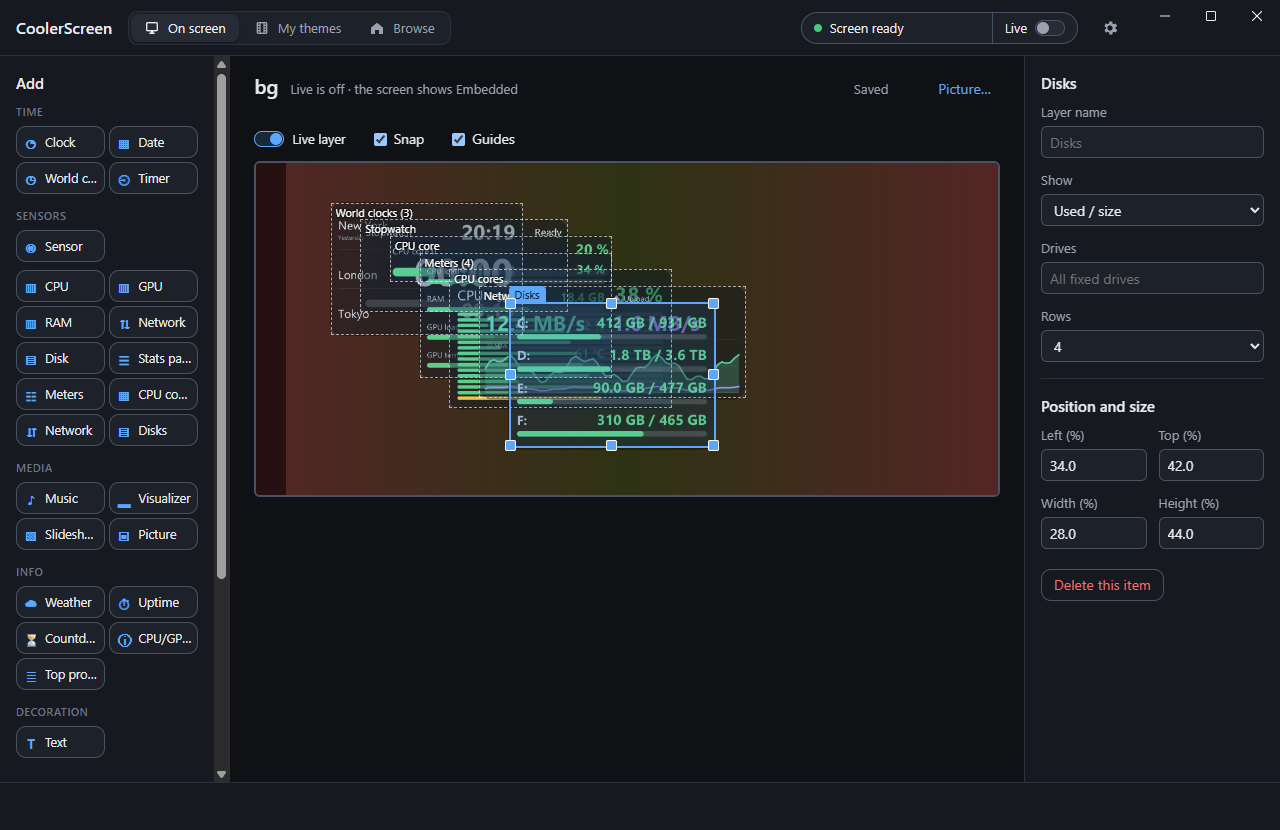 CoolerScreen
On screen
My themes
Browse
Screen ready
Live
Add
TIME
Clock
Date
World c...
Timer
SENSORS
Sensor
CPU
GPU
RAM
Network
Disk
Stats pa...
Meters
CPU co...
Network
Disks
MEDIA
Music
Visualizer
Slidesh...
Picture
INFO
Weather
Uptime
Countd...
CPU/GP...
Top pro...
DECORATION
T Text
bg
Live is off · the screen shows Embedded
Saved
Picture...
Live layer
Snap
Guides
World clocks (3)
Stopwatch
20:19
Ready
CPU core
20 %
London
Meters (4)
34 %
CPU cores
38 %
RAM
18.4 GB
Upload
Disks
Tokyo
C:
412 GB / 931 GB
D:
1.8 TB / 3.6 TB
E:
90.0 GB / 477 GB
F:
310 GB / 465 GB
Disks
Layer name
Disks
Show
Used / size
Drives
All fixed drives
Rows
4
Position and size
Left (%)
Top (%)
34.0
42.0
Width (%)
Height (%)
28.0
44.0
Delete this item